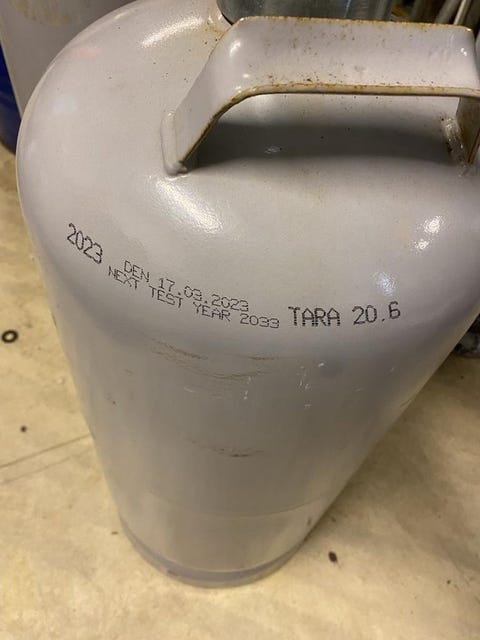 2023
DEN 17.03.2023
NEXT TEST YEAR 2033
TARA 20.6